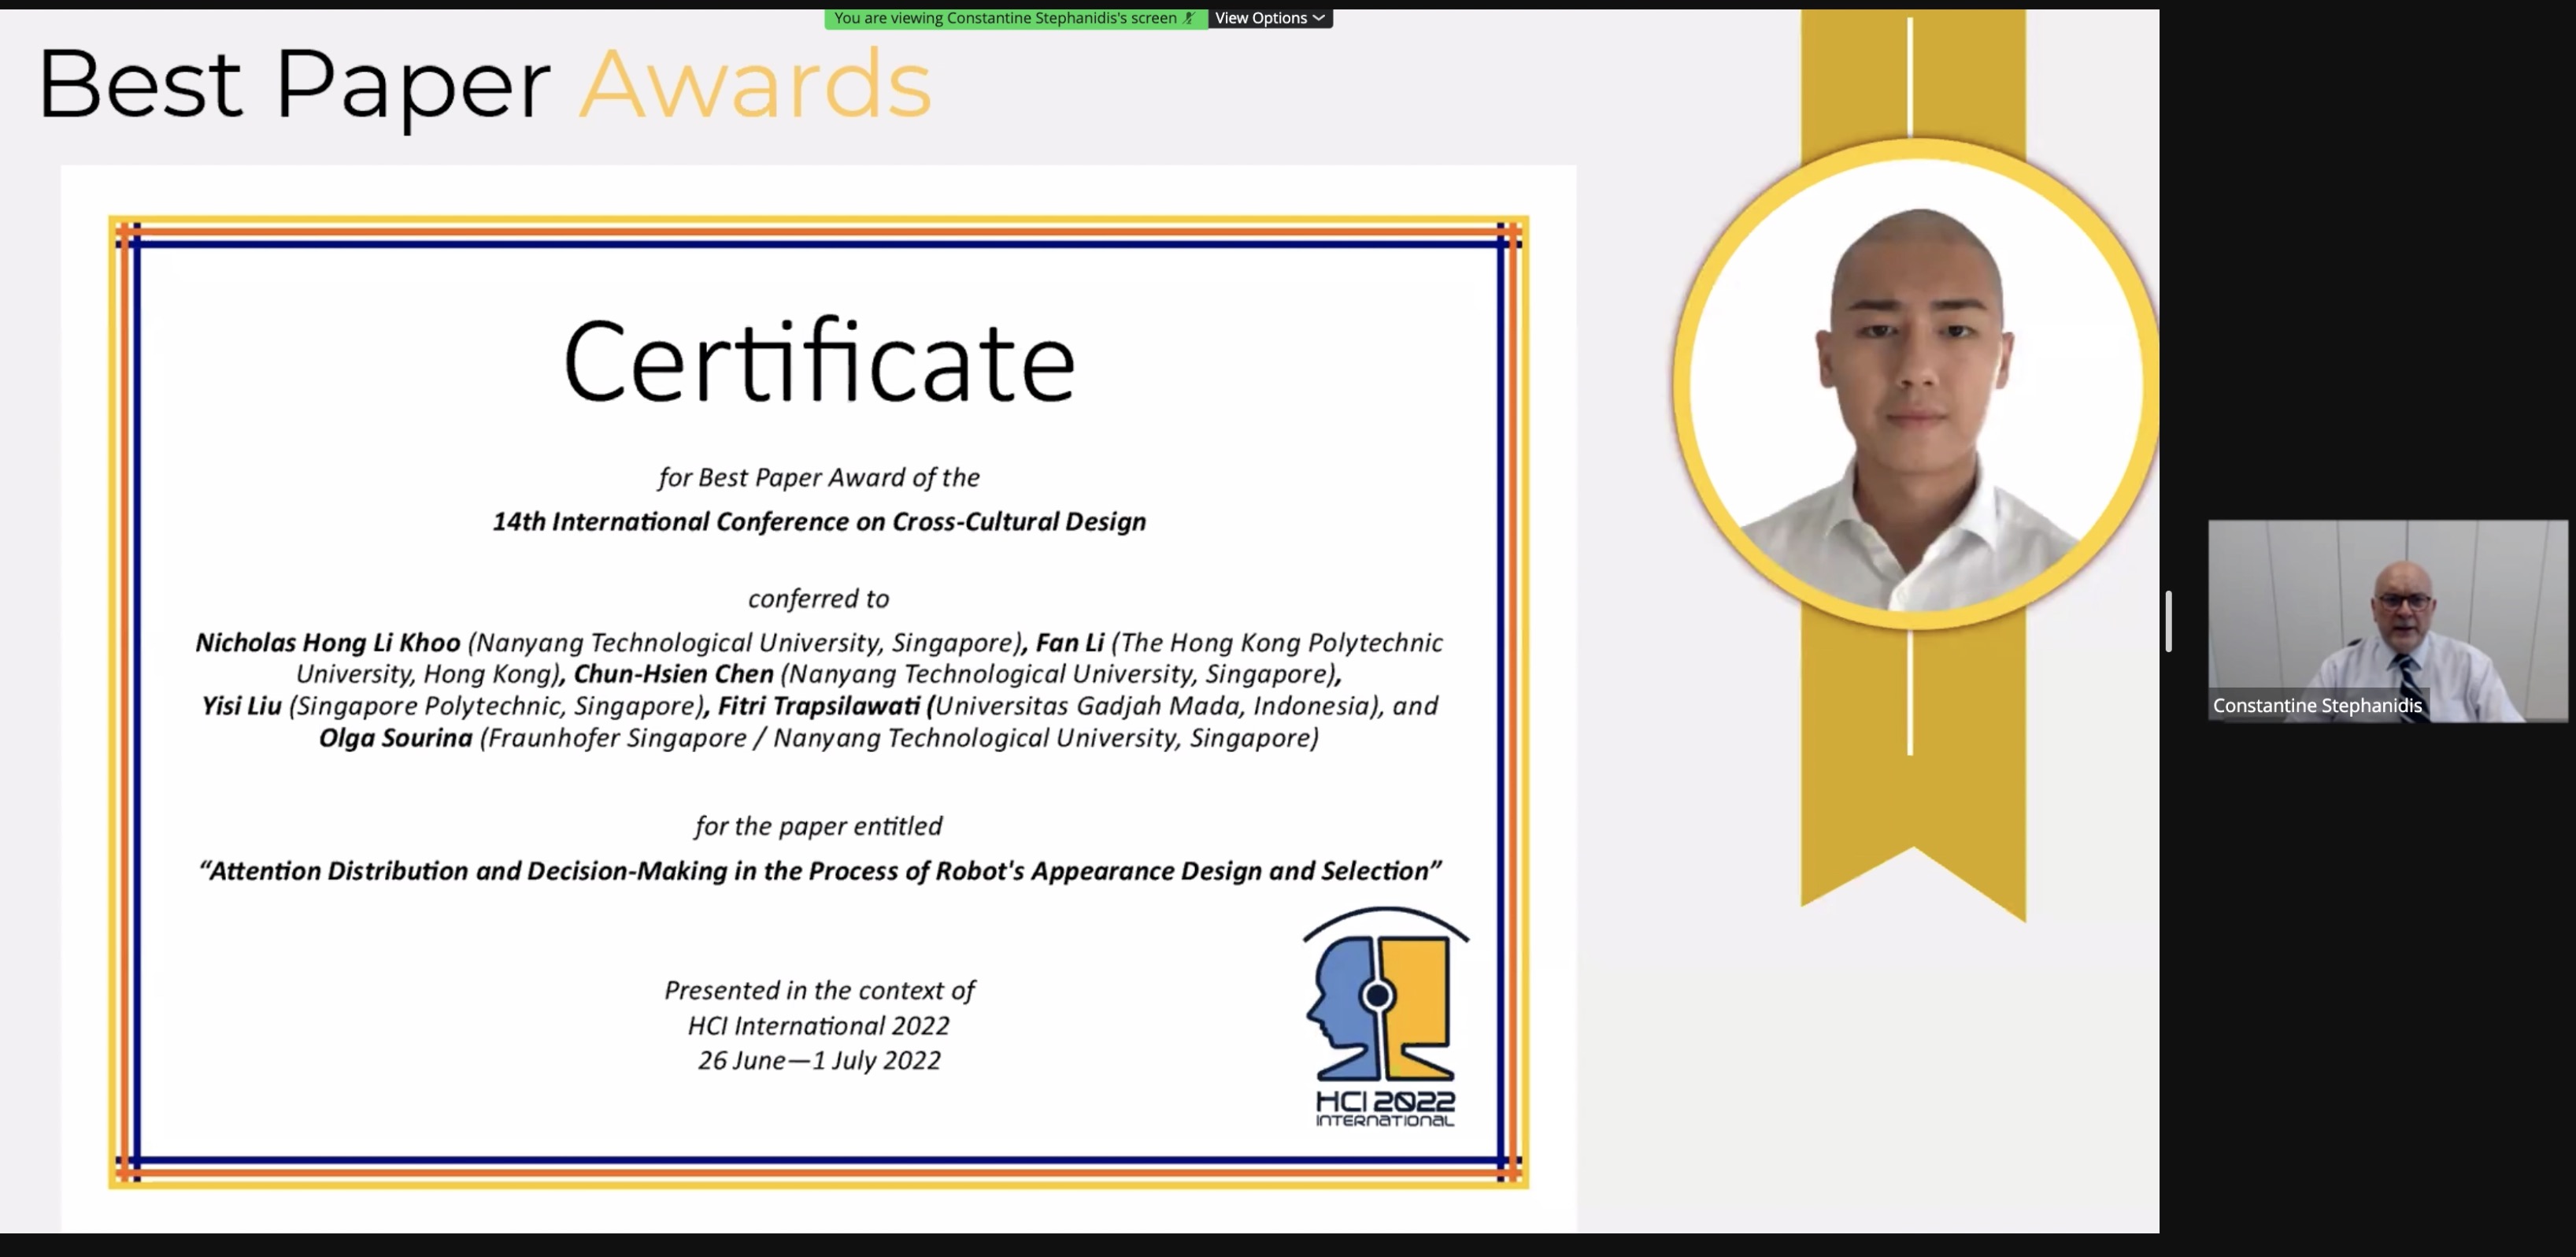 You are viewing Constantine Stephanidis's screen
View Options
Best Paper Awards
Certificate
for Best Paper Award of the
14th International Conference on Cross-Cultural Design
conferred to
Nicholas Hong Li Khoo (Nanyang Technological University, Singapore), Fan Li (The Hong Kong Polytechnic
University, Hong Kong), Chun-Hsien Chen (Nanyang Technological University, Singapore),
Yisi Liu (Singapore Polytechnic, Singapore), Fitri Trapsilawati (Universitas Gadjah Mada, Indonesia), and
Olga Sourina (Fraunhofer Singapore / Nanyang Technological University, Singapore)
for the paper entitled
“Attention Distribution and Decision-Making in the Process of Robot's Appearance Design and Selection”
Presented in the context of
HCI International 2022
26 June—1 July 2022
HCI 2022
INTERNATIONAL
Constantine Stephanidis